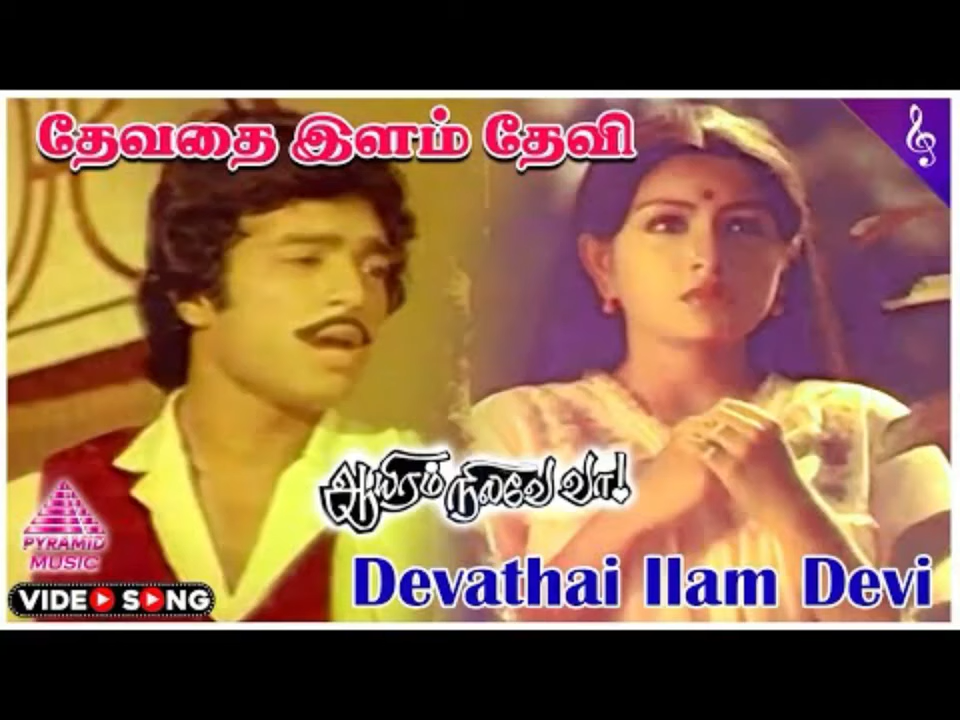 தேவதை இளம் தேவி
ஆயிரம் நிலவே வா!
PYRAMID
MUSIC
VIDEO SONG
Devathai Ilam Devi